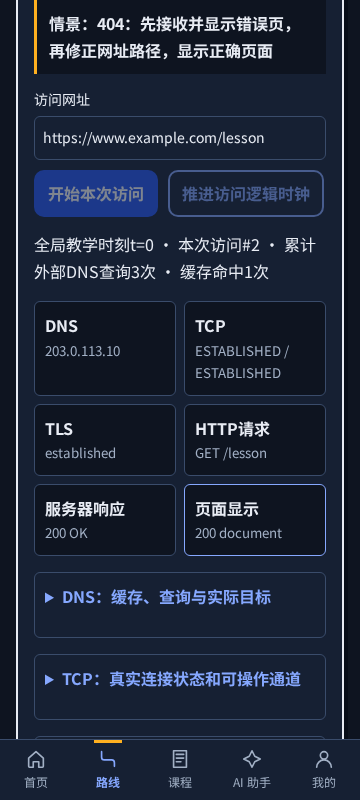 情景：404：先接收并显示错误页，
再修正网址路径，显示正确页面
访问网址
https://www.example.com/lesson
开始本次访问
推进访问逻辑时钟
全局教学时刻t=0 · 本次访问#2 · 累计
外部DNS查询3次 · 缓存命中1次
DNS
203.0.113.10
TCP
ESTABLISHED /
ESTABLISHED
TLS
established
HTTP请求
GET /lesson
服务器响应
200 OK
页面显示
200 document
▶ DNS：缓存、查询与实际目标
▶ TCP：真实连接状态和可操作通道
首页
路线
课程
AI 助手
我的